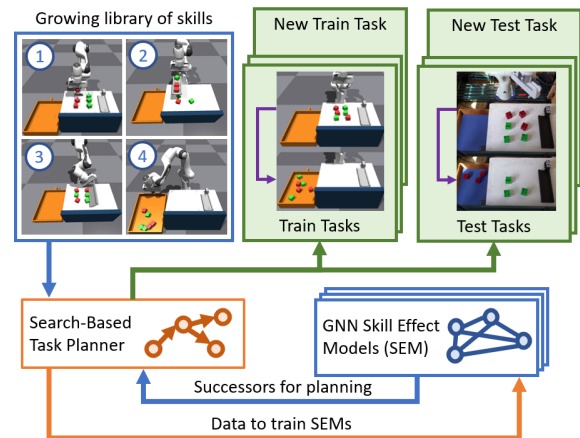 Growing library of skills
1
2
3
4
New Train Task
Train Tasks
New Test Task
Test Tasks
Search-Based
Task Planner
GNN Skill Effect
Models (SEM)
Successors for planning
Data to train SEMs